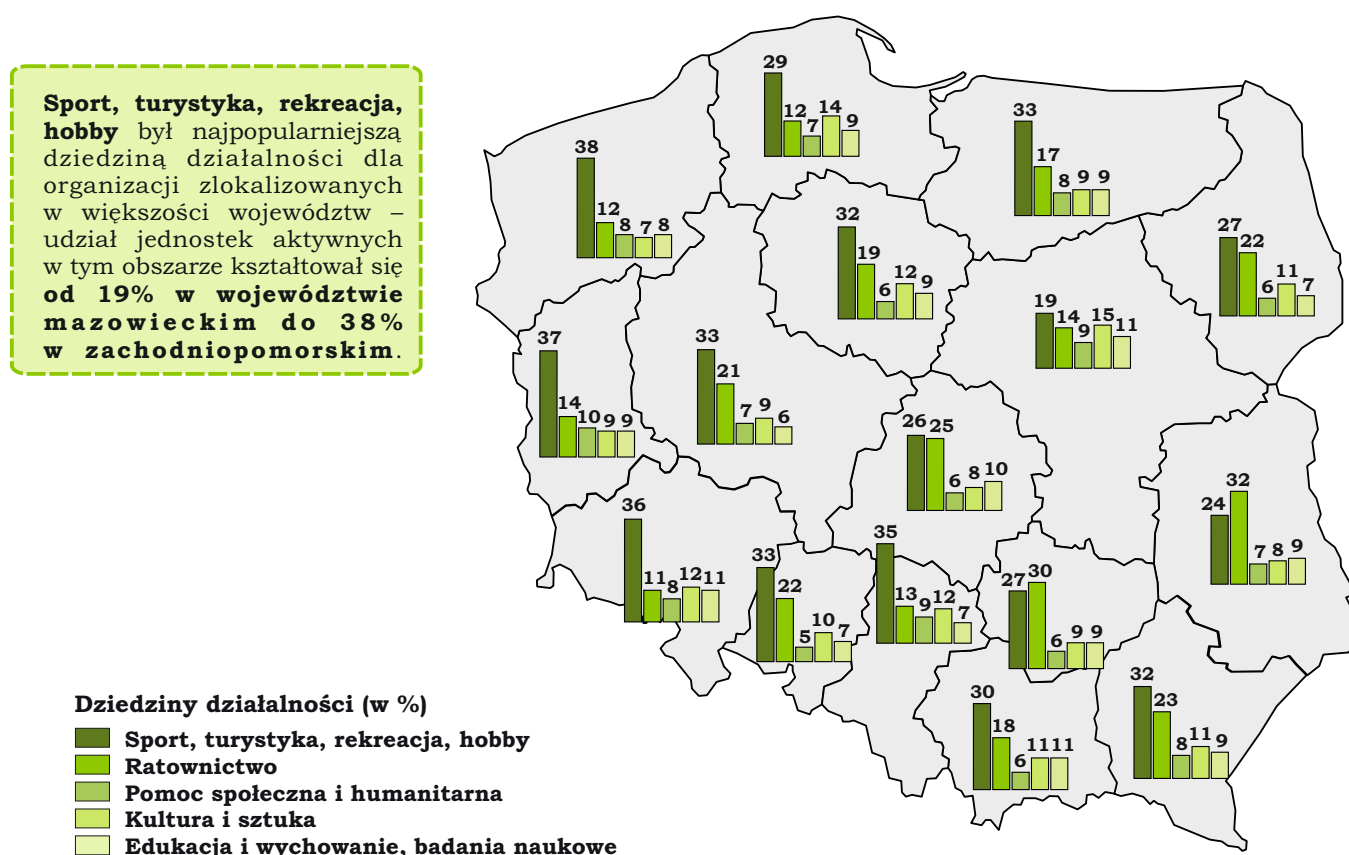 Sport, turystyka, rekreacja,
hobby był najpopularniejszą
dziedziną działalności dla
organizacji zlokalizowanych
w większości województw –
udział jednostek aktywnych
w tym obszarze kształtował się
od 19% w województwie
mazowieckim do 38%
w zachodniopomorskim.
29 12 7 14 9
38 12 8 7 8
33 17 8 9 9
32 19 6 12 9
27 22 6 11 7
19 14 9 15 11
37 14 10 9 9
33 21 7 9 6
26 25 6 8 10
24 32 7 8 9
36 11 8 12 11
33 22 5 10 7
35 13 9 12 7
27 30 6 9 9
30 18 6 11 11
32 23 8 11 9
Dziedziny działalności (w %)
Sport, turystyka, rekreacja, hobby
Ratownictwo
Pomoc społeczna i humanitarna
Kultura i sztuka
Edukacja i wychowanie, badania naukowe